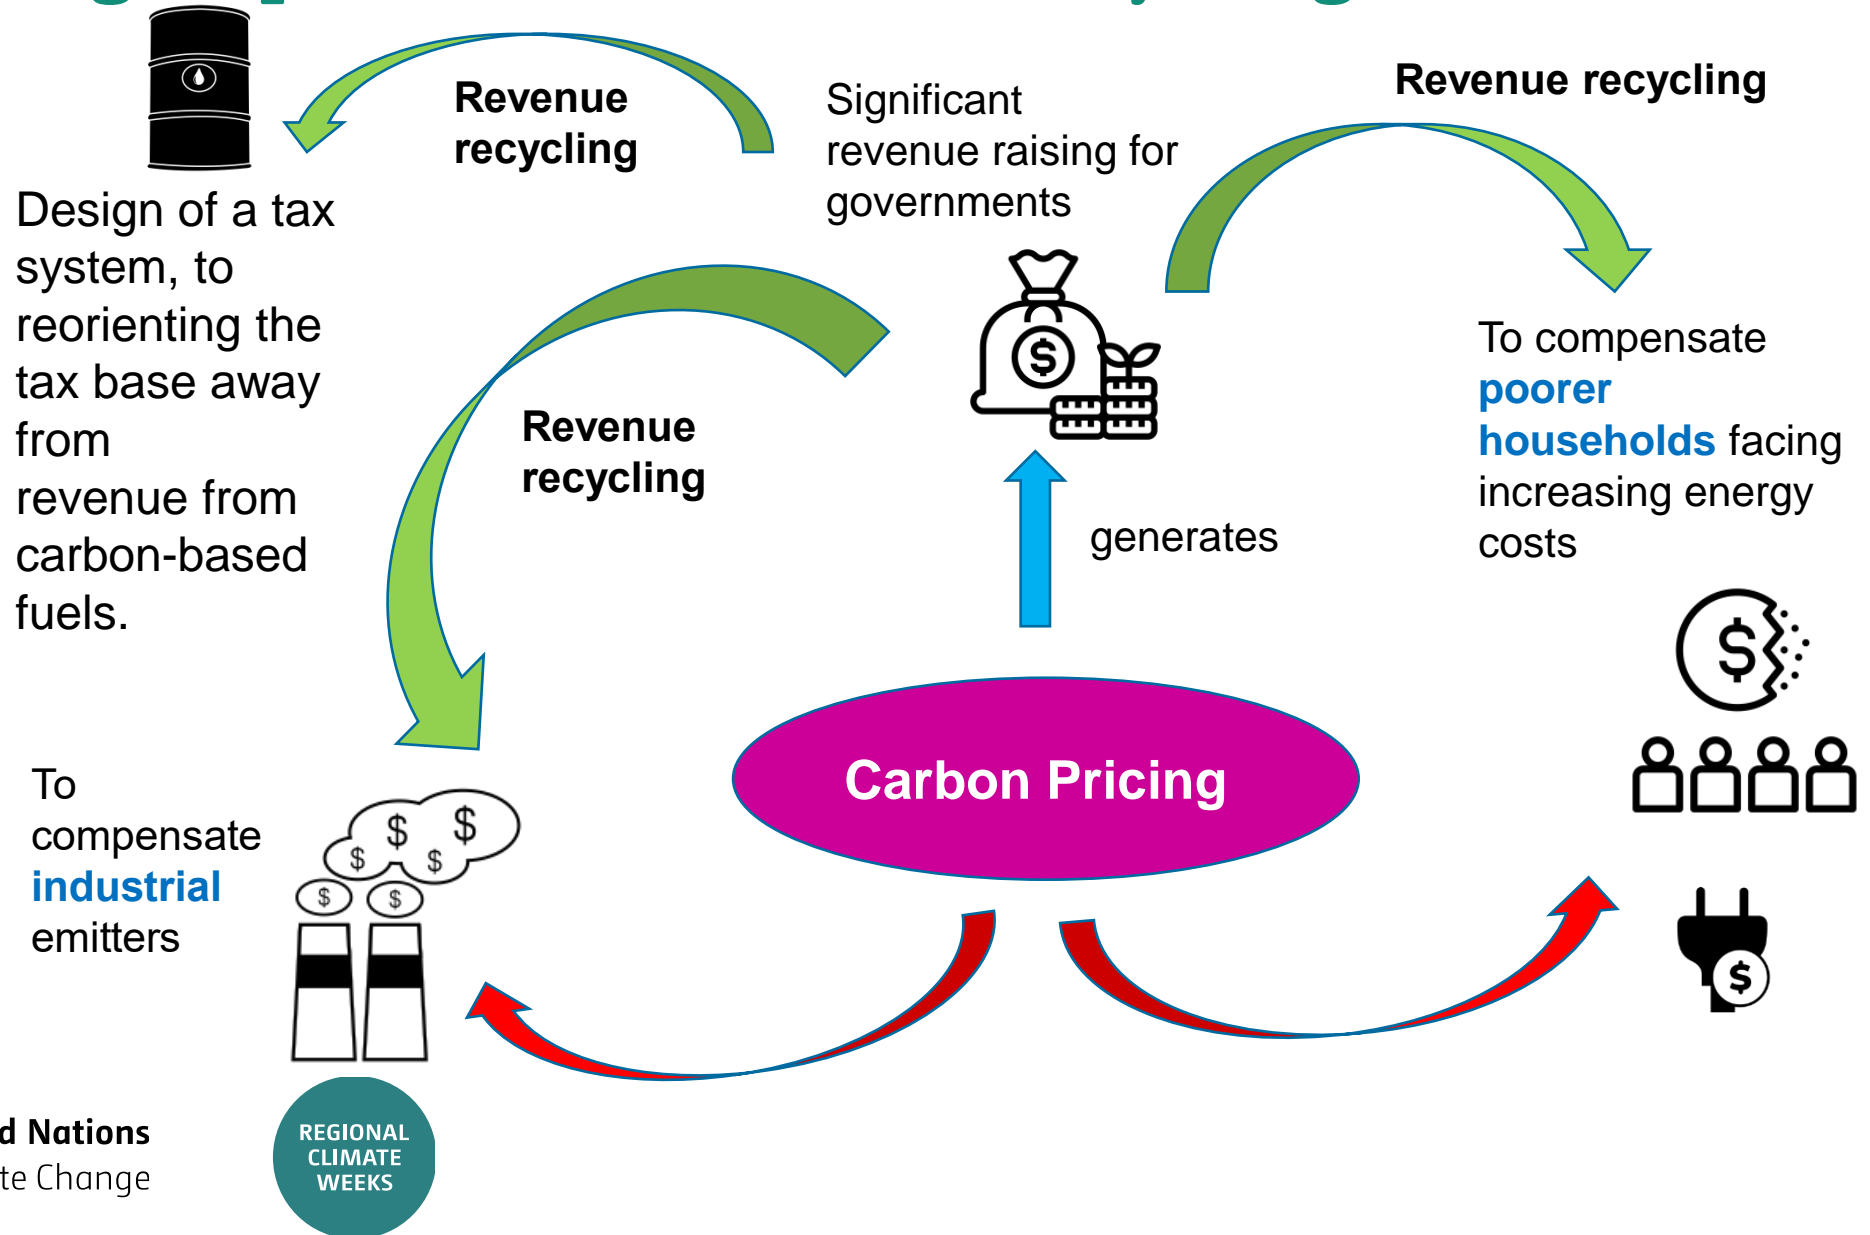 Revenue
recycling
Significant
revenue raising for
governments
Revenue recycling
Design of a tax
system, to
reorienting the
tax base away
from
revenue from
carbon-based
fuels.
$
To compensate
poorer
households facing
increasing energy
costs
Revenue
recycling
generates
$
Carbon Pricing
To
compensate
industrial
emitters
$ $
$ $
$ $
$
Nations
Change
REGIONAL
CLIMATE
WEEKS